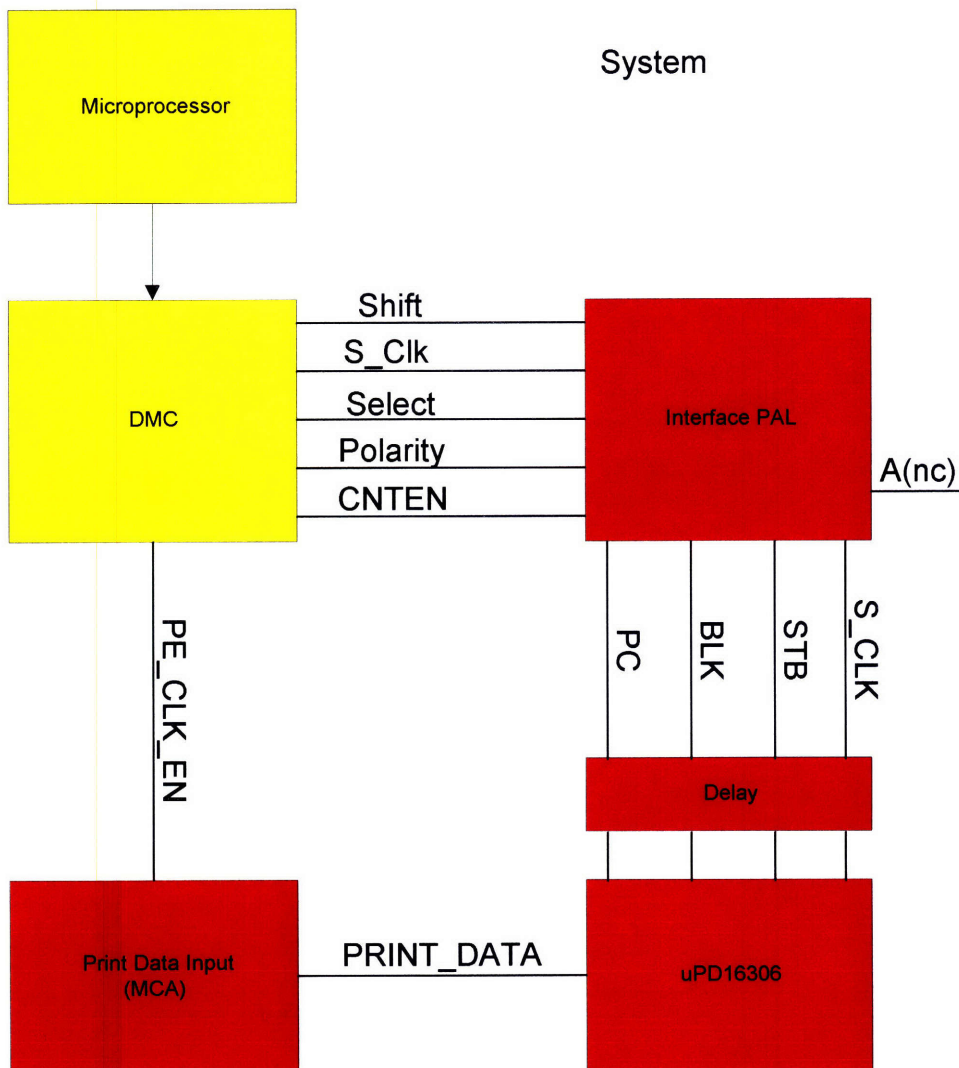 System
Microprocessor
Shift
S_Clk
Select
Polarity
CNTEN
DMC
Interface PAL
A(nc)
PE_CLK_EN
PC
BLK
STB
S_CLK
Delay
Print Data Input
(MCA)
PRINT_DATA
uPD16306